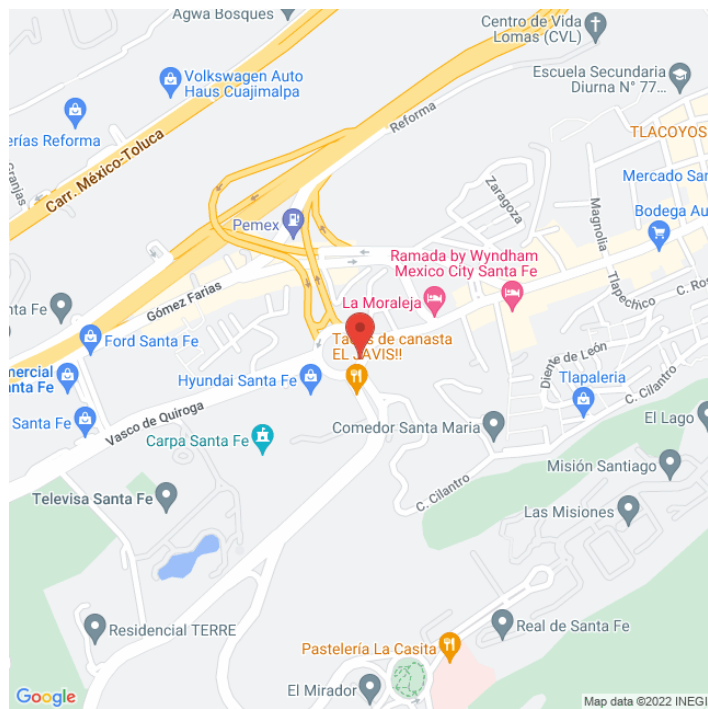 Agwa Bosques
Centro de Vida
Lomas (CVL)
Volkswagen Auto
Haus Cuajimalpa
Escuela Secundaria
Diurna N° 77...
erías Reforma
Reforma
TLACOYOS
Granjas
Carr. México-Toluca
Mercado San
Zaragoza
Magnolia
Pemex
Bodega Au
Ramada by Wyndham
Mexico City Santa Fe
Tlapechico
C. Ros
La Moraleja
Santa Fe
Gómez Farias
Ford Santa Fe
Tacos de canasta
EL JAVIS!!
Diente de León
mercial
anta Fe
Hyundai Santa Fe
Tlapaleria
C. Cilantro
Santa Fe
Vasco de Quiroga
Carpa Santa Fe
Comedor Santa Maria
El Lago
Misión Santiago
Televisa Santa Fe
C. Cilantro
Las Misiones
Residencial TERRE
Real de Santa Fe
Pastelería La Casita
El Mirador
Google
Map data ©2022 INEGI